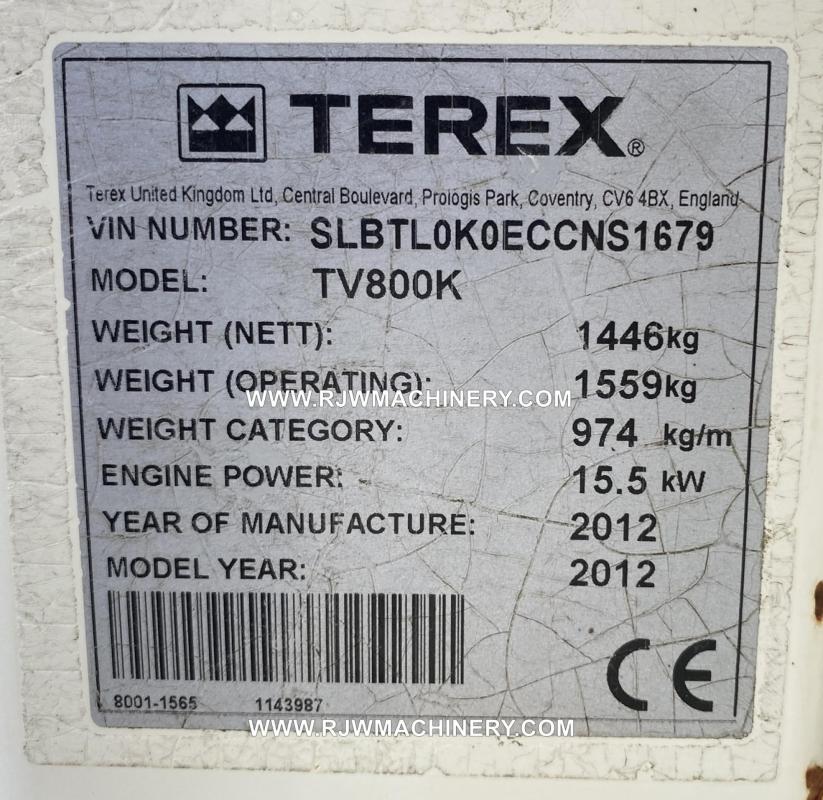 TEREX®
Terex United Kingdom Ltd, Central Boulevard, Prologis Park, Coventry, CV6 4BX, England
VIN NUMBER: SLBTL0K0ECCNS1679
MODEL: TV800K
WEIGHT (NETT): 1446kg
WEIGHT (OPERATING): 1559kg
WWW.RJWMACHINERY.COM
WEIGHT CATEGORY: 974 kg/m
ENGINE POWER: 15.5 kW
YEAR OF MANUFACTURE: 2012
MODEL YEAR: 2012
CE
8001-1565 1143987
WWW.RJWMACHINERY.COM